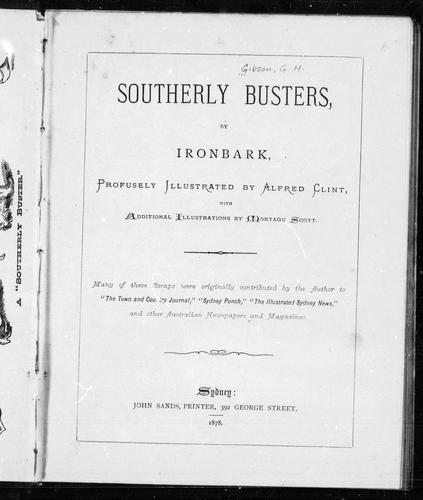 Gibson, G. H.
SOUTHERLY BUSTERS,
BY
IRONBARK,
PROFUSELY ILLUSTRATED BY ALFRED CLINT,
WITH
ADDITIONAL ILLUSTRATIONS BY MONTAGU SCOTT.
Many of these Scraps were originally contributed by the Author to
"The Town and Country Journal," "Sydney Punch," "The Illustrated Sydney News,"
and other Australian Newspapers and Magazines.
Sydney:
JOHN SANDS, PRINTER, 392 GEORGE STREET.
1878.
A "SOUTHERLY BUSTER."